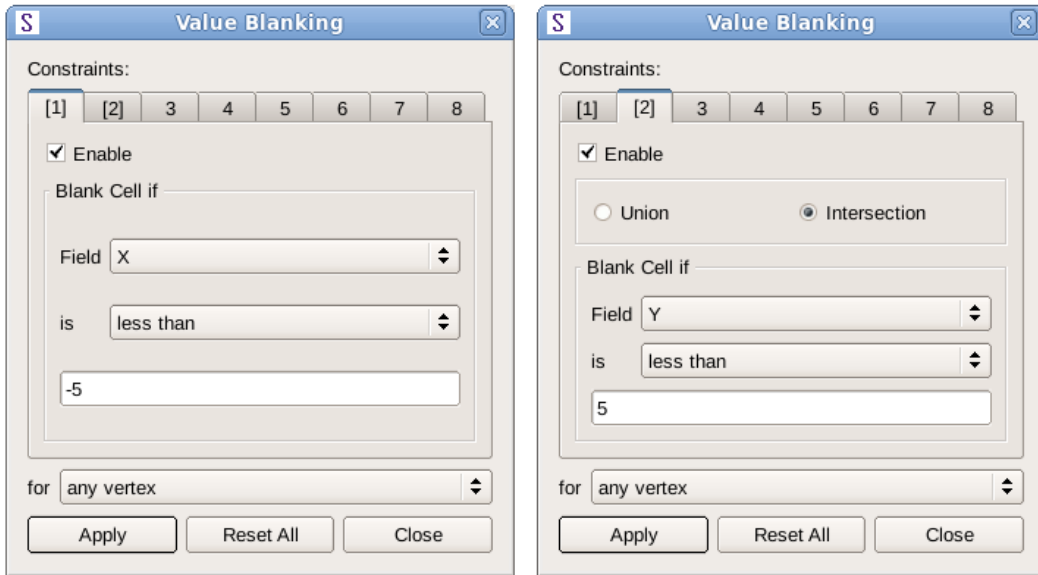 S Value Blanking
Constraints:
[1] [2] 3 4 5 6 7 8
Enable
Blank Cell if
Field X
is less than
-5
for any vertex
Apply Reset All Close
S Value Blanking
Constraints:
[1] [2] 3 4 5 6 7 8
Enable
Union Intersection
Blank Cell if
Field Y
is less than
5
for any vertex
Apply Reset All Close